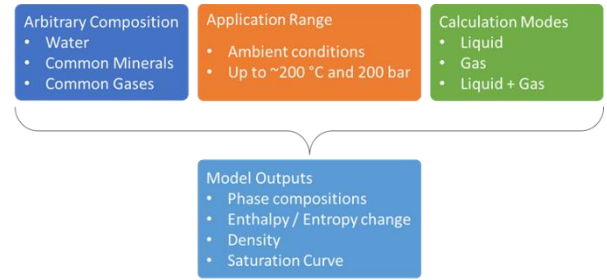 Arbitrary Composition
• Water
• Common Minerals
• Common Gases
Application Range
• Ambient conditions
• Up to ~200 °C and 200 bar
Calculation Modes
• Liquid
• Gas
• Liquid + Gas
Model Outputs
• Phase compositions
• Enthalpy / Entropy change
• Density
• Saturation Curve